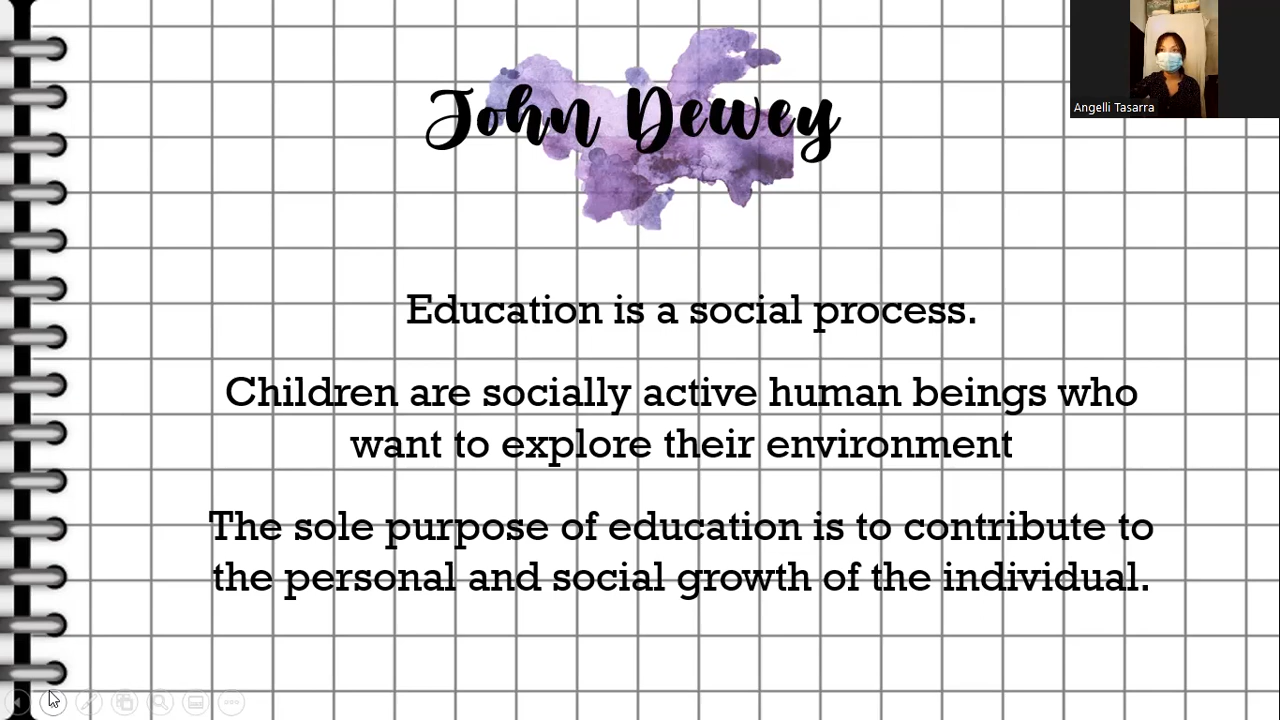 John Dewey
Angelli Tasarra
Education is a social process.
Children are socially active human beings who
want to explore their environment
The sole purpose of education is to contribute to
the personal and social growth of the individual.